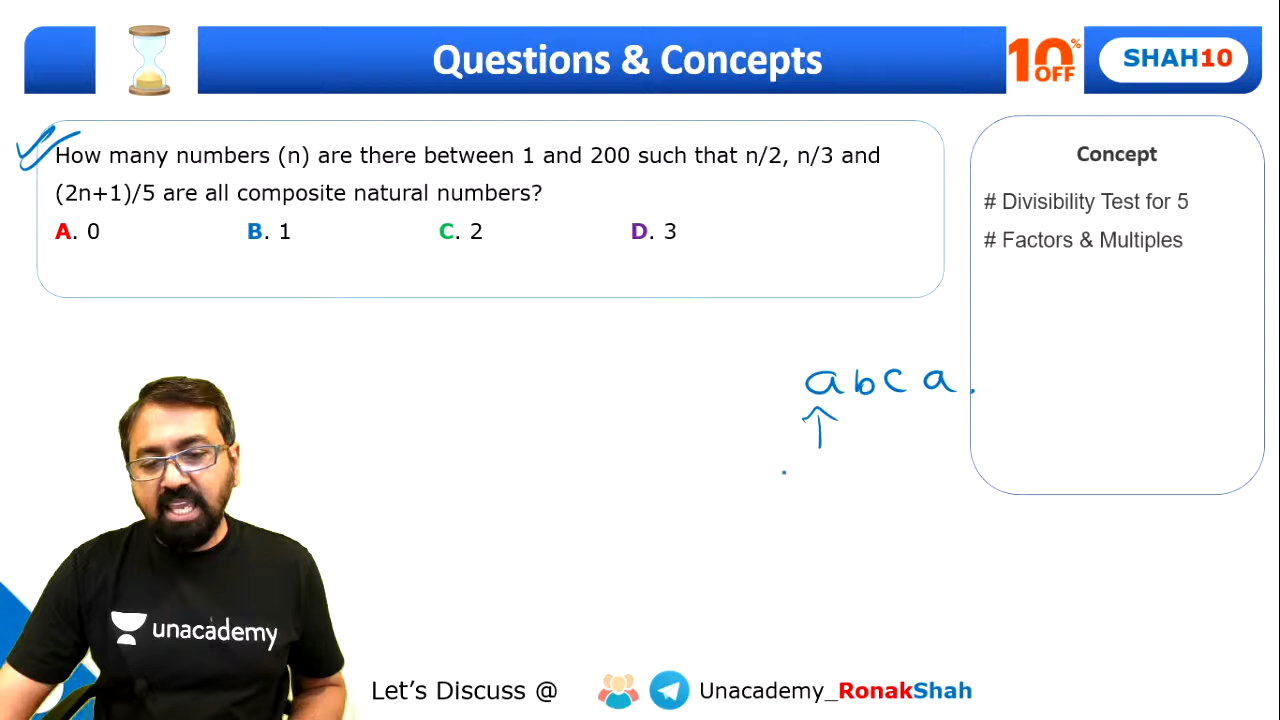 Questions & Concepts
10% OFF
SHAH10
How many numbers (n) are there between 1 and 200 such that n/2, n/3 and
(2n+1)/5 are all composite natural numbers?
A. 0 B. 1 C. 2 D. 3
Concept
# Divisibility Test for 5
# Factors & Multiples
a b c a .
unacademy
Let’s Discuss @ Unacademy_RonakShah